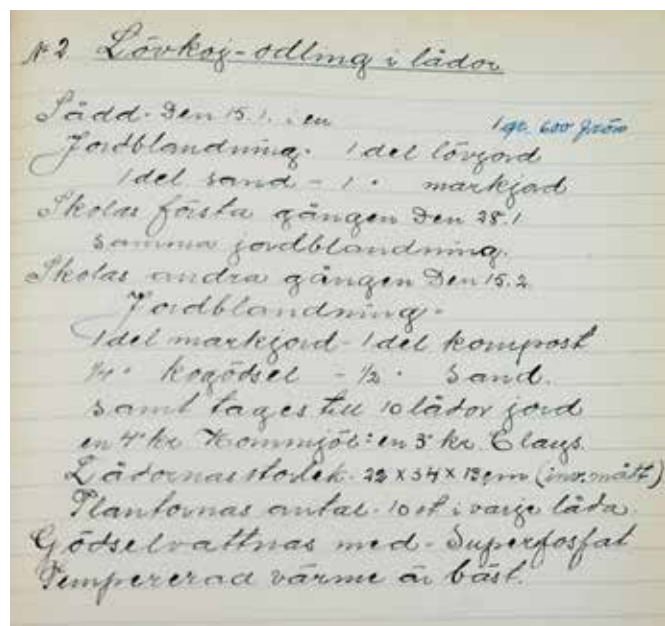 № 2 Lövkoj-odling i lådor
Sådd. Den 15.1. i en
1 gr. 600 frön
Jordblandning. 1 del lövjord
1 del sand - 1 " markjord
Skolas första gången Den 28.1
samma jordblandning.
Skolas andra gången Den 15.2.
Jordblandning.
1 del markjord - 1 del kompost
1/4 " kogödsel - 1/2 " sand.
samt tages till 10 lådor jord
en 4" kr. Hornmjöl: en 3" kr. Clays.
Lådornas storlek. 22 x 34 x 13 cm (inv. mått)
Plantornas antal. 10 st i varje låda.
Gödselvattnas med - Superfosfat
Tempererad värme är bäst.